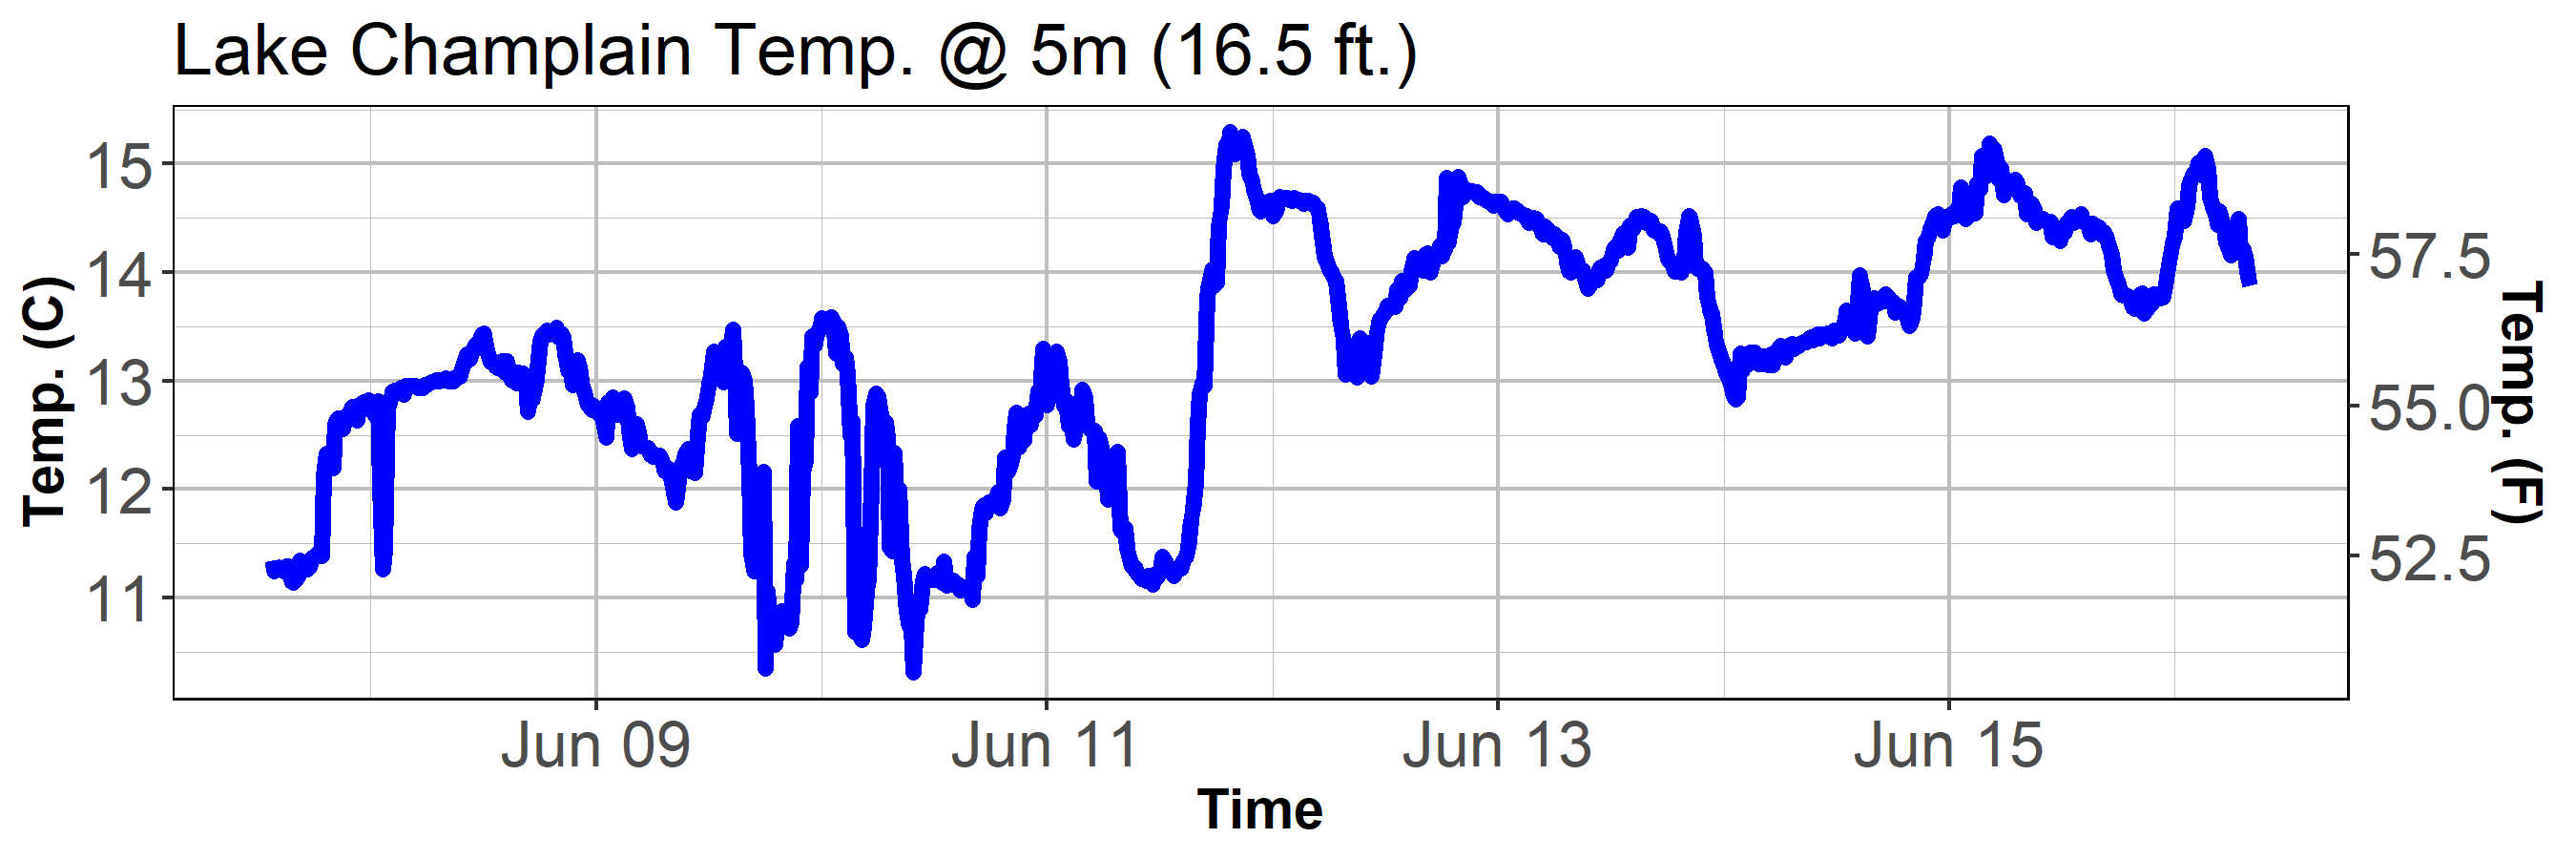 Lake Champlain Temp. @ 5m (16.5 ft.)
Temp. (C)
15
14
13
12
11
57.5
55.0
52.5
Temp. (F)
Jun 09 Jun 11 Jun 13 Jun 15
Time